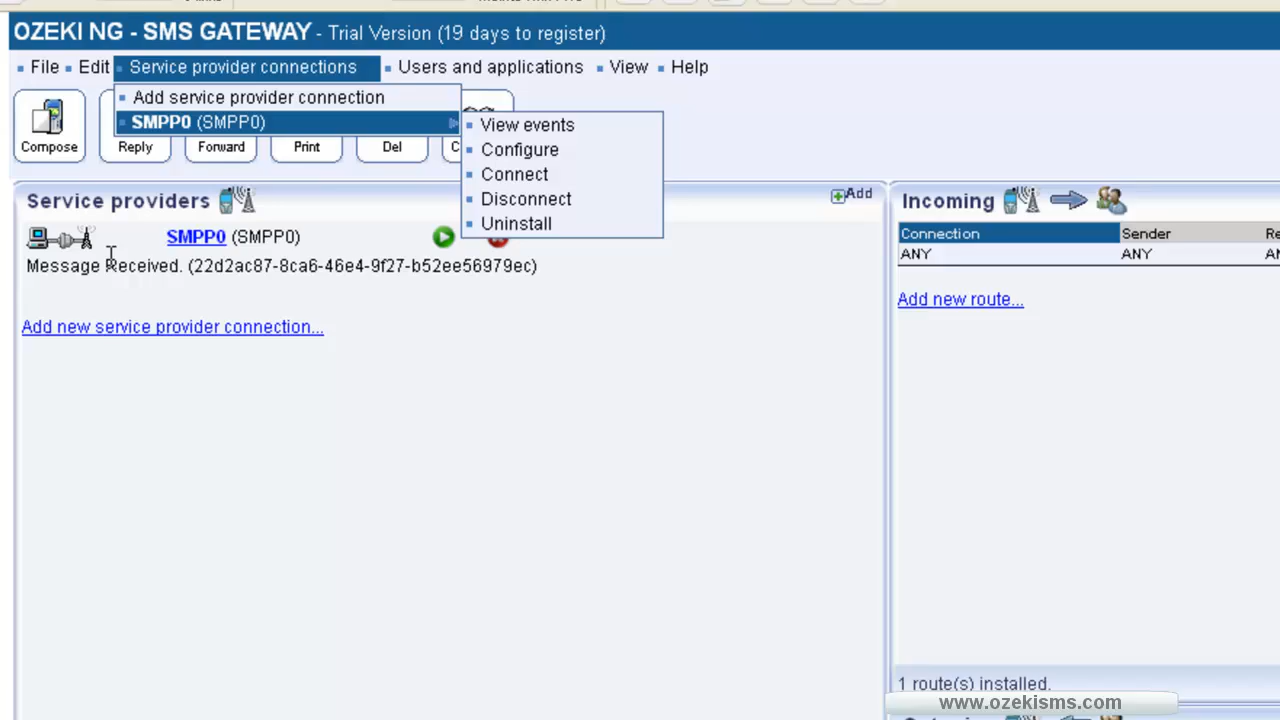 OZEKI NG - SMS GATEWAY - Trial Version (19 days to register)
File Edit Service provider connections Users and applications View Help
Add service provider connection
SMPP0 (SMPP0)
View events
Configure
Connect
Disconnect
Uninstall
Compose Reply Forward Print Del
Service providers Add
SMPP0 (SMPP0)
Message Received. (22d2ac87-8ca6-46e4-9f27-b52ee56979ec)
Add new service provider connection...
Incoming
Connection Sender
ANY ANY
Add new route...
1 route(s) installed.
www.ozekisms.com